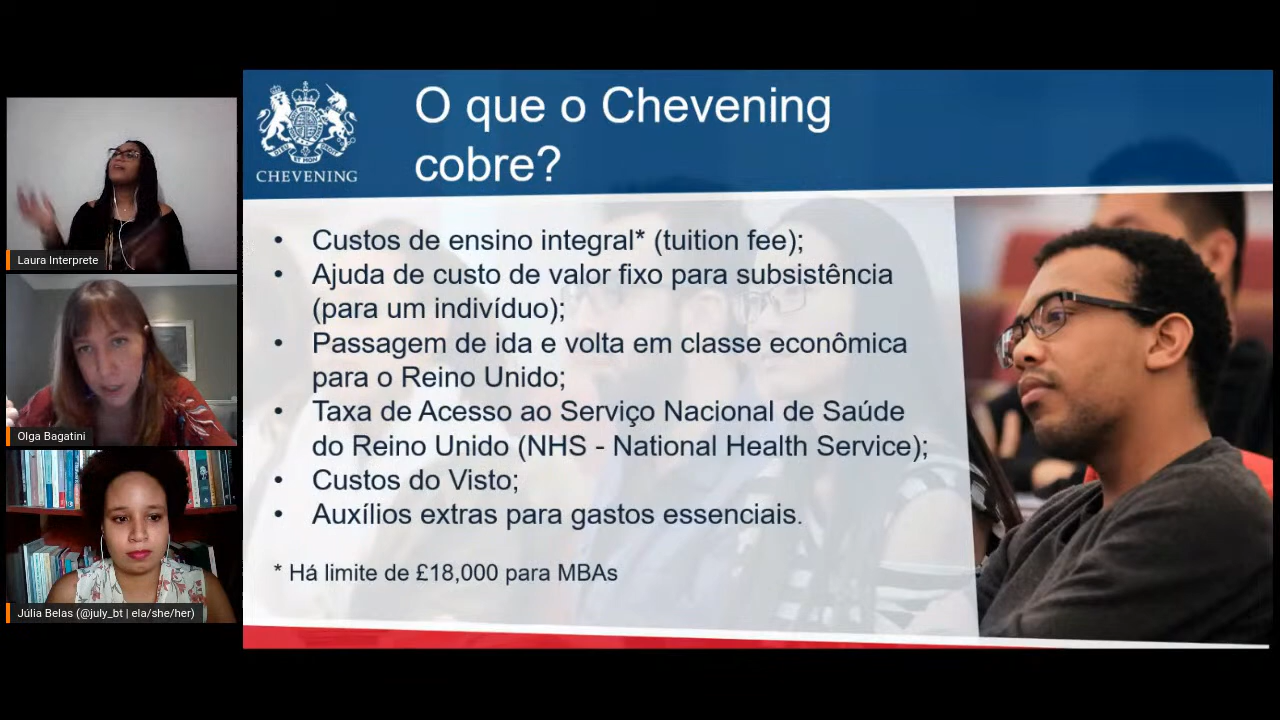 CHEVENING
O que o Chevening
cobre?
• Custos de ensino integral* (tuition fee);
• Ajuda de custo de valor fixo para subsistência
(para um indivíduo);
• Passagem de ida e volta em classe econômica
para o Reino Unido;
• Taxa de Acesso ao Serviço Nacional de Saúde
do Reino Unido (NHS - National Health Service);
• Custos do Visto;
• Auxílios extras para gastos essenciais.
* Há limite de £18,000 para MBAs
Laura Interprete
Olga Bagatini
Júlia Belas (@july_bt | ela/she/her)